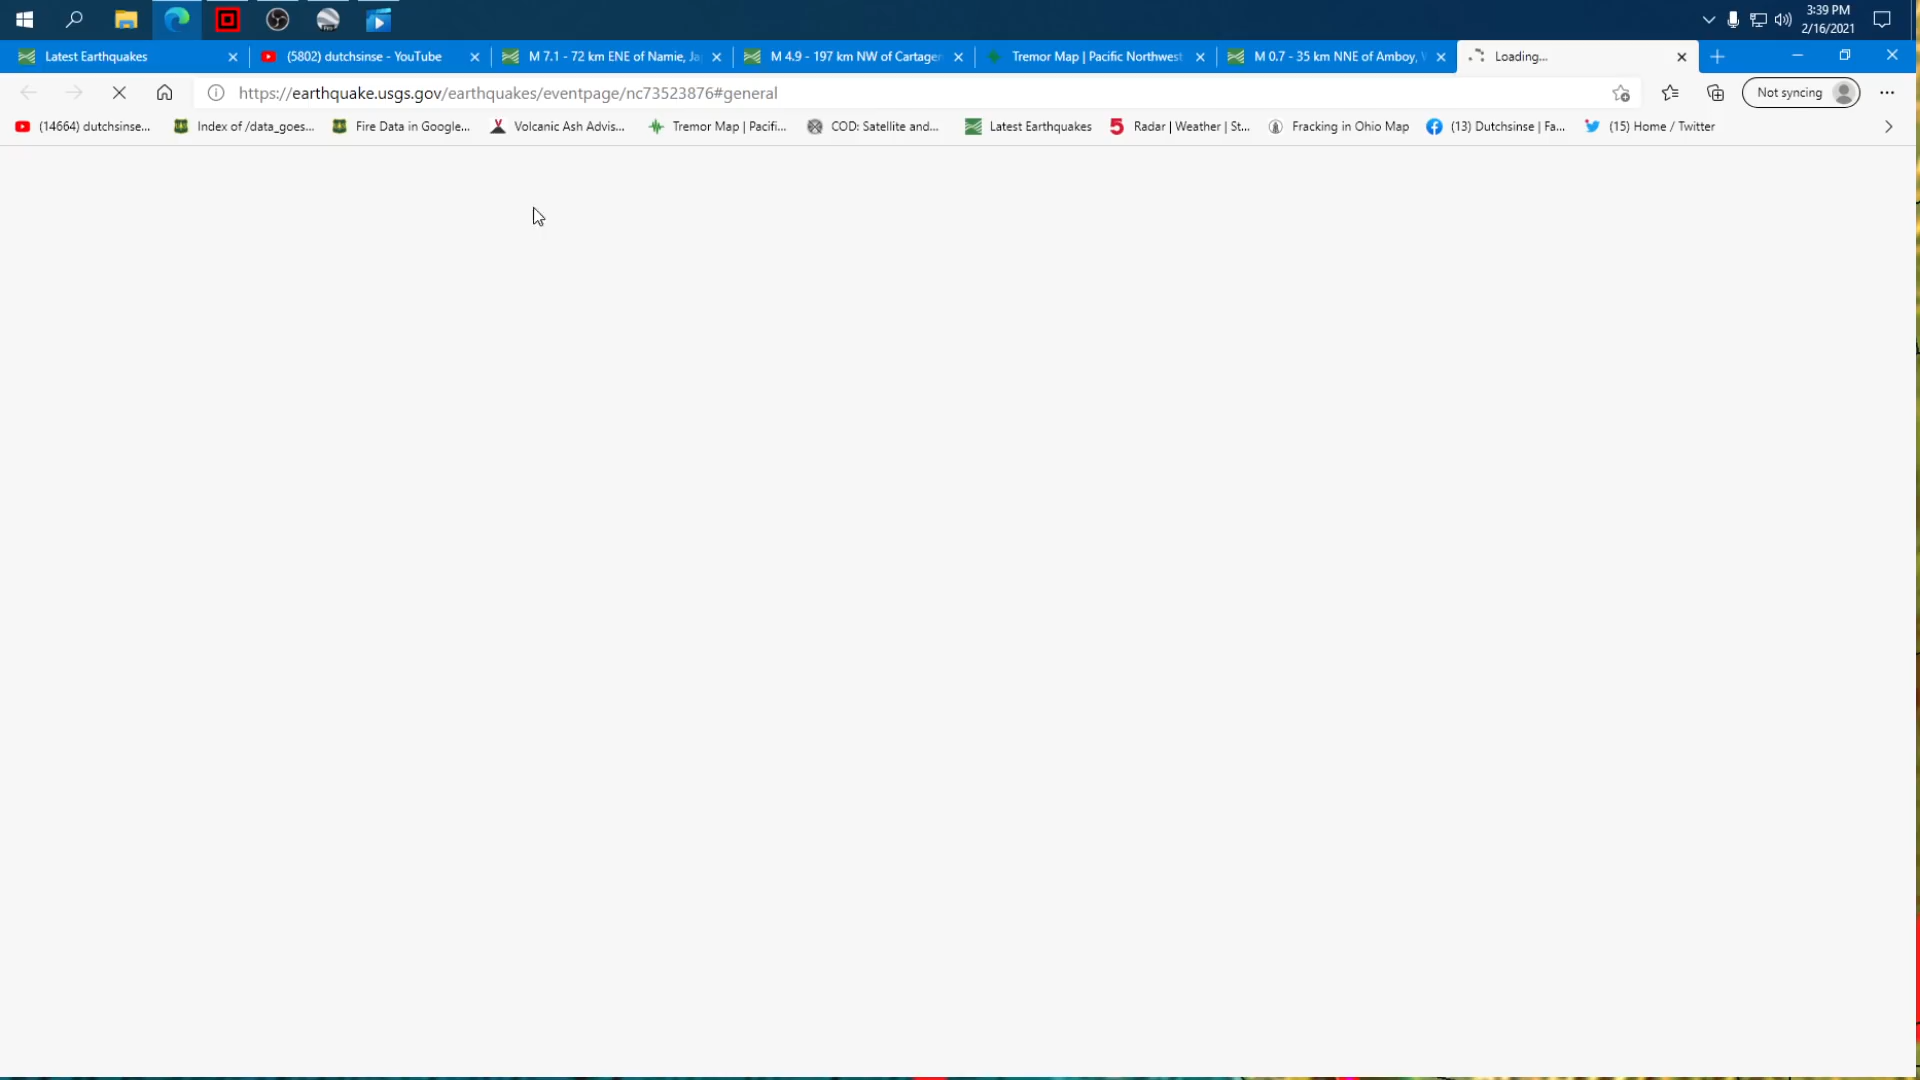 3:39 PM
2/16/2021
Latest Earthquakes
(5802) dutchsinse - YouTube
M 7.1 - 72 km ENE of Namie, Ja
M 4.9 - 197 km NW of Cartagen
Tremor Map | Pacific Northwest
M 0.7 - 35 km NNE of Amboy,
Loading...
https://earthquake.usgs.gov/earthquakes/eventpage/nc73523876#general
Not syncing
(14664) dutchsinse...
Index of /data_goes...
Fire Data in Google...
Volcanic Ash Advis...
Tremor Map | Pacifi...
COD: Satellite and...
Latest Earthquakes
5 Radar | Weather | St...
Fracking in Ohio Map
(13) Dutchsinse | Fa...
(15) Home / Twitter